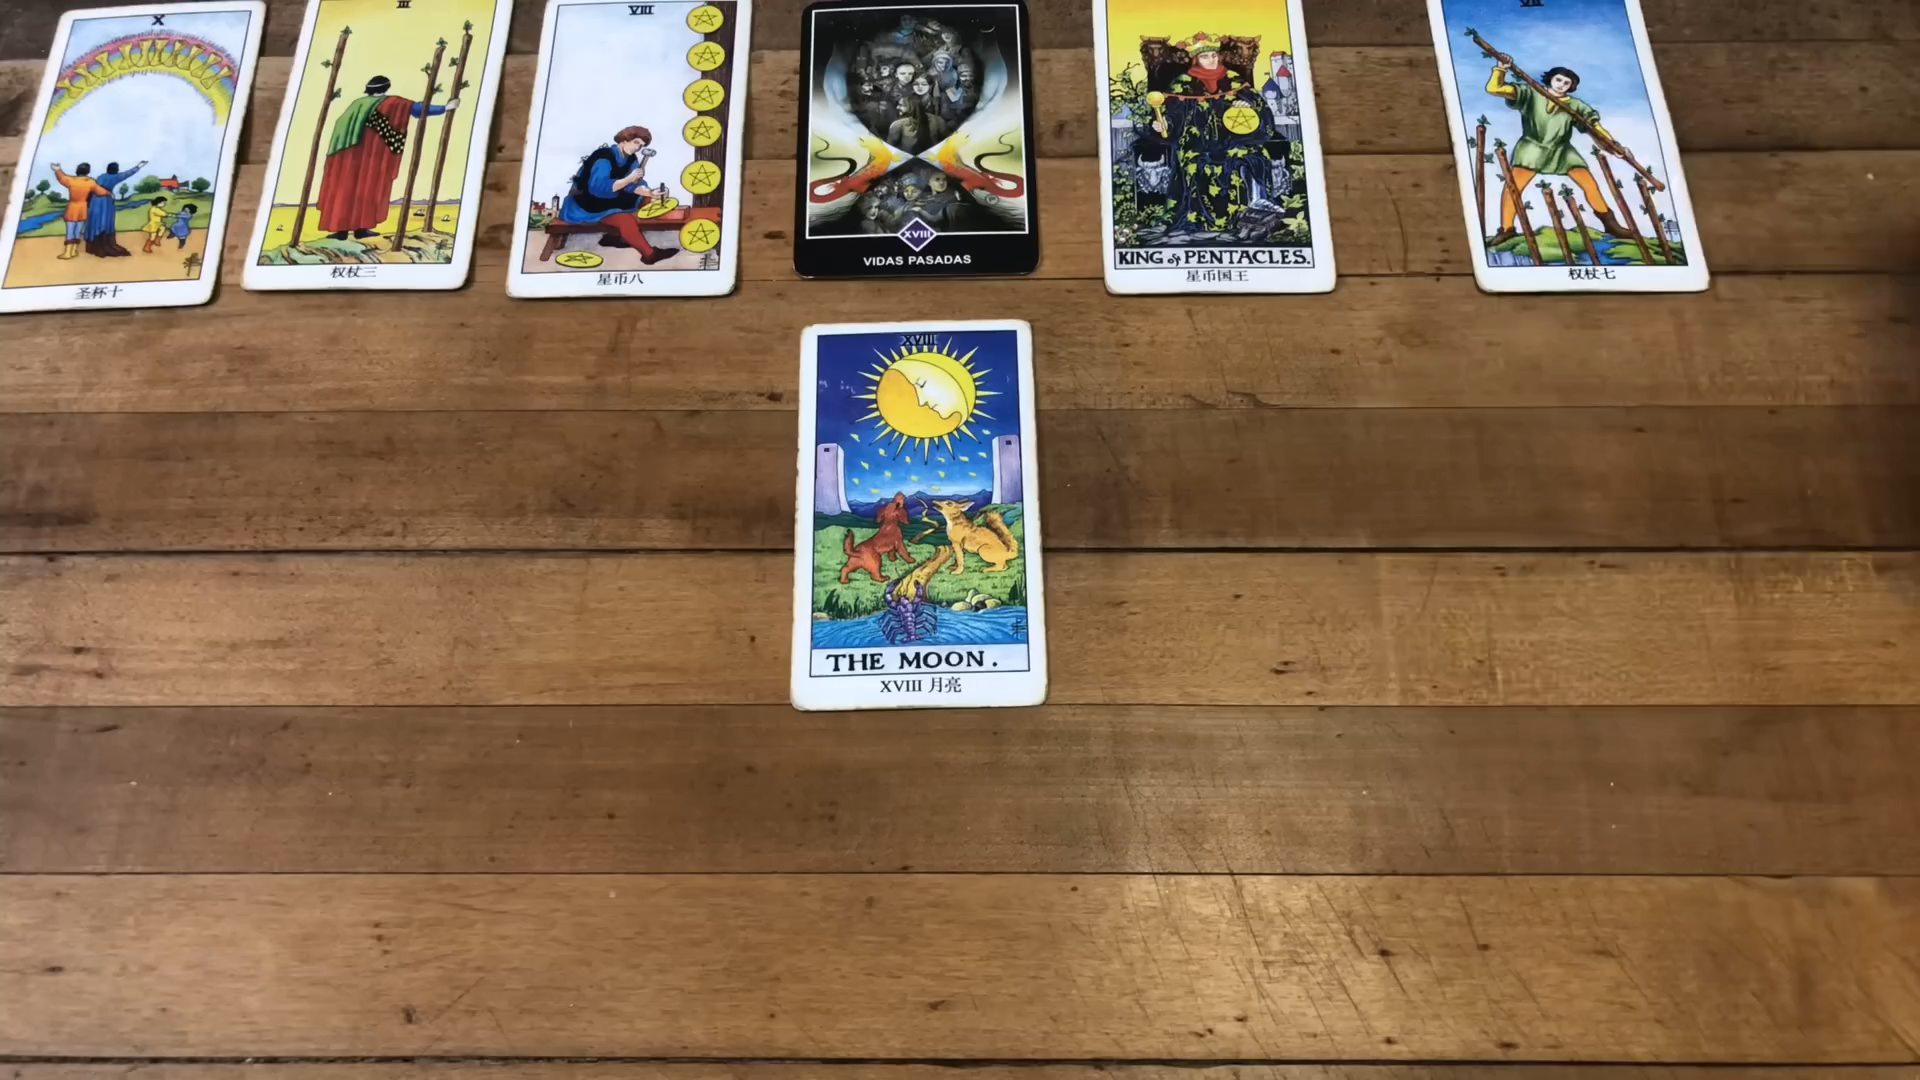 X
圣杯十
III
权杖三
VIII
星币八
XVIII
VIDAS PASADAS
KING of PENTACLES.
星币国王
VII
权杖七
XVIII
THE MOON.
XVIII 月亮